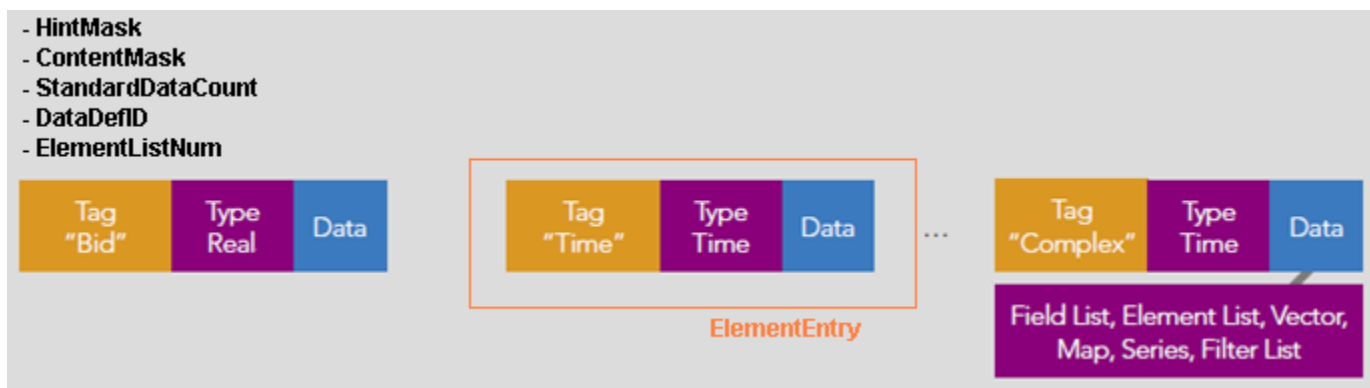 - HintMask
- ContentMask
- StandardDataCount
- DataDefID
- ElementListNum
Tag "Bid"
Type Real
Data
Tag "Time"
Type Time
Data
...
Tag "Complex"
Type Time
Data
ElementEntry
Field List, Element List, Vector,
Map, Series, Filter List